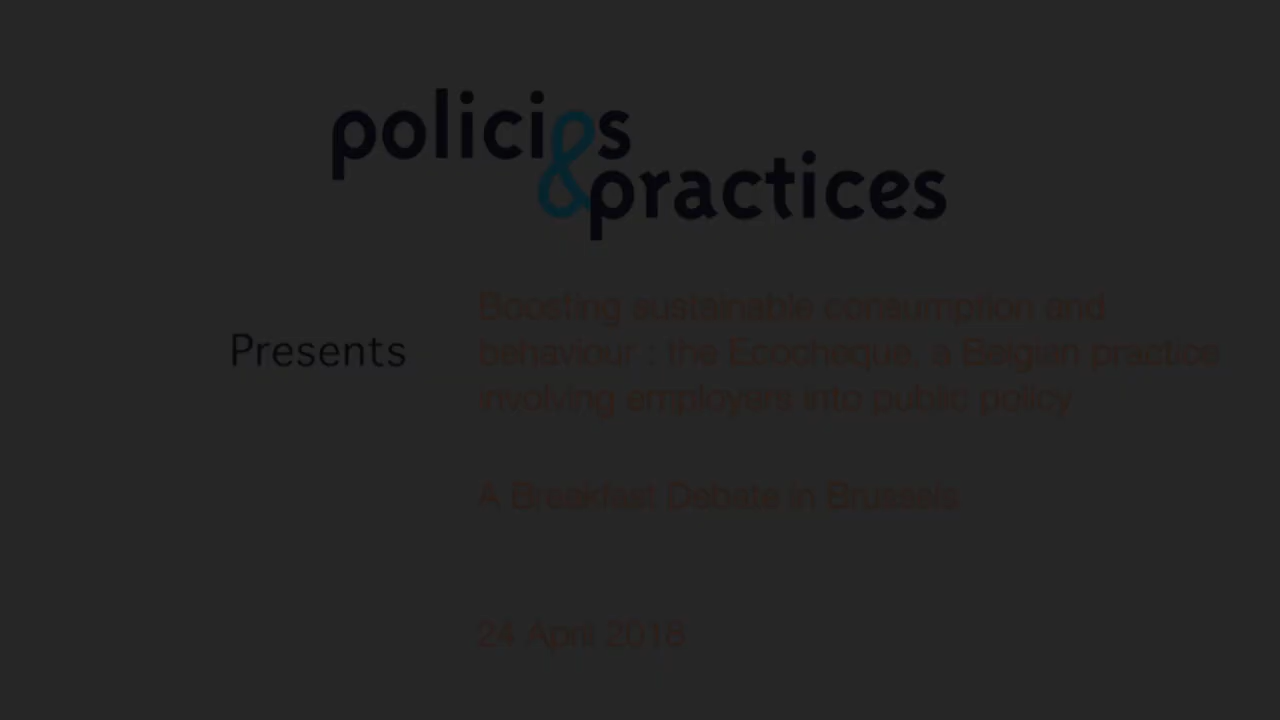 policies
&practices
Presents
Boosting sustainable consumption and
behaviour : the Ecocheque, a Belgian practice
involving employers into public policy
A Breakfast Debate in Brussels
24 April 2018